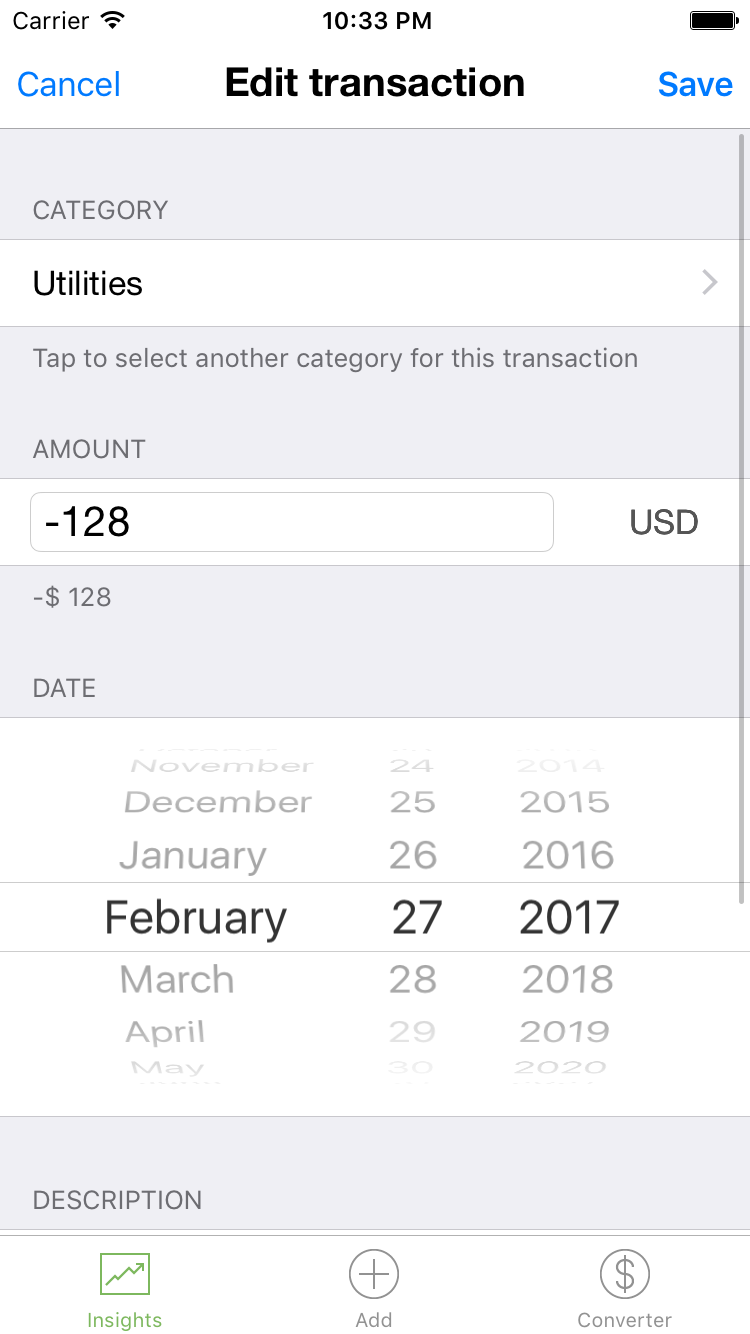 Carrier 10:33 PM
Cancel Edit transaction Save
CATEGORY
Utilities
Tap to select another category for this transaction
AMOUNT
-128 USD
-$ 128
DATE
November 24 2014
December 25 2015
January 26 2016
February 27 2017
March 28 2018
April 29 2019
May 30 2020
DESCRIPTION
Insights Add Converter